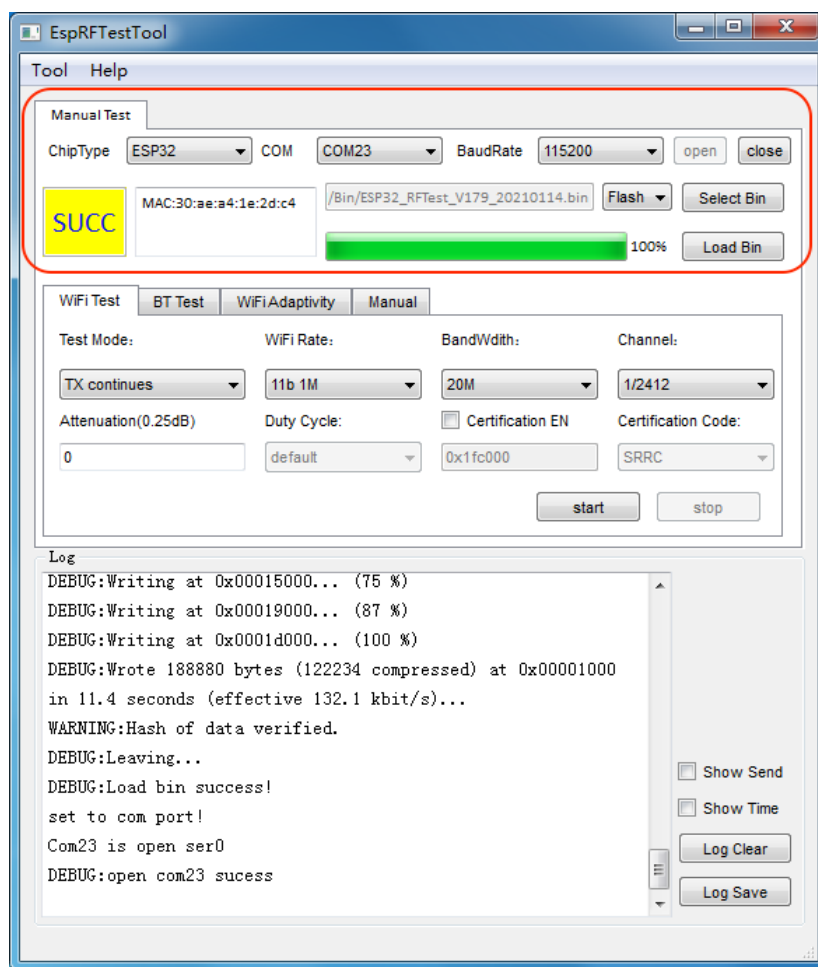 EspRFTestTool
Tool Help
Manual Test
ChipType ESP32 COM COM23 BaudRate 115200 open close
SUCC MAC:30:ae:a4:1e:2d:c4 /Bin/ESP32_RFTest_V179_20210114.bin Flash Select Bin
100% Load Bin
WiFi Test BT Test WiFi Adaptivity Manual
Test Mode: WiFi Rate: BandWdith: Channel:
TX continues 11b 1M 20M 1/2412
Attenuation(0.25dB) Duty Cycle: Certification EN Certification Code:
0 default 0x1fc000 SRRC
start stop
Log
DEBUG:Writing at 0x00015000... (75 %)
DEBUG:Writing at 0x00019000... (87 %)
DEBUG:Writing at 0x0001d000... (100 %)
DEBUG:Wrote 188880 bytes (122234 compressed) at 0x00001000
in 11.4 seconds (effective 132.1 kbit/s)...
WARNING:Hash of data verified.
DEBUG:Leaving...
DEBUG:Load bin success!
set to com port!
Com23 is open ser0
DEBUG:open com23 sucess
Show Send
Show Time
Log Clear
Log Save